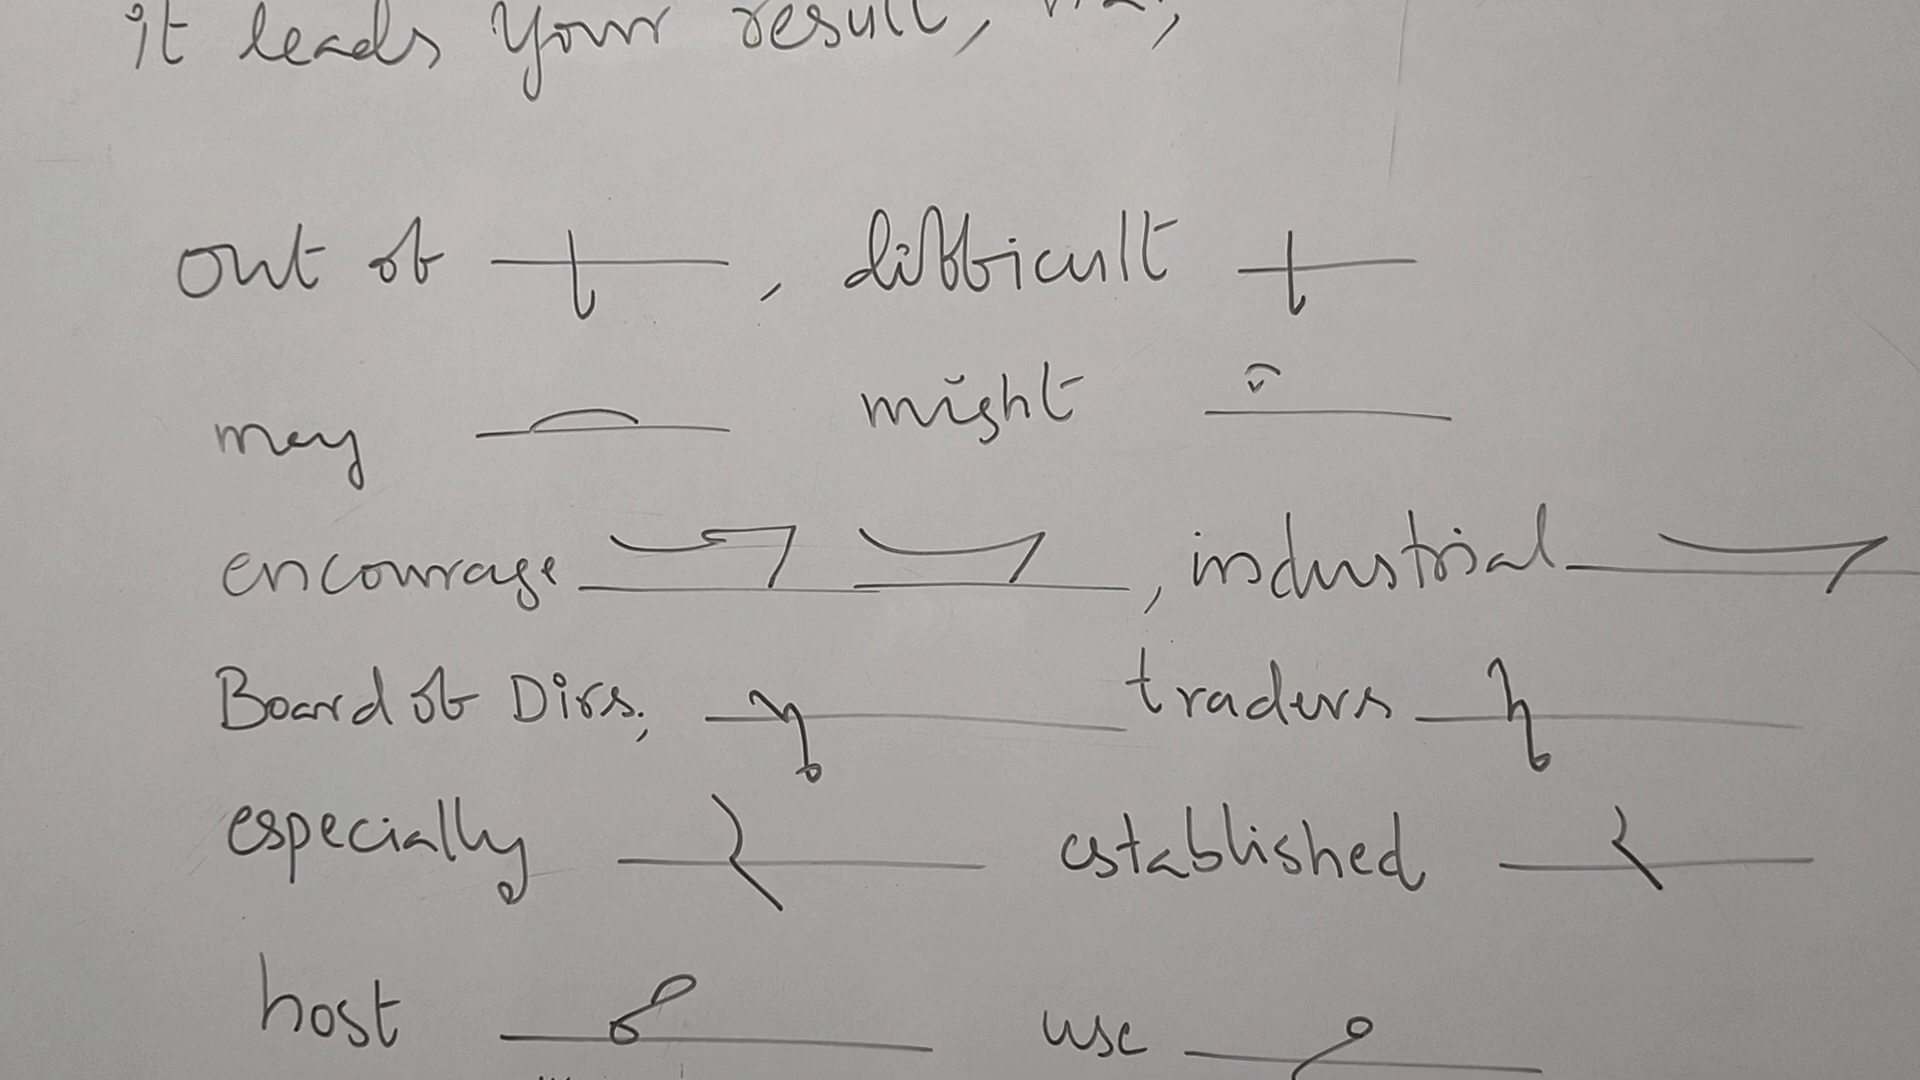 it leads your result,
out of , difficult
may might
encourage , industrial
Board of Dirs, traders
especially established
host use